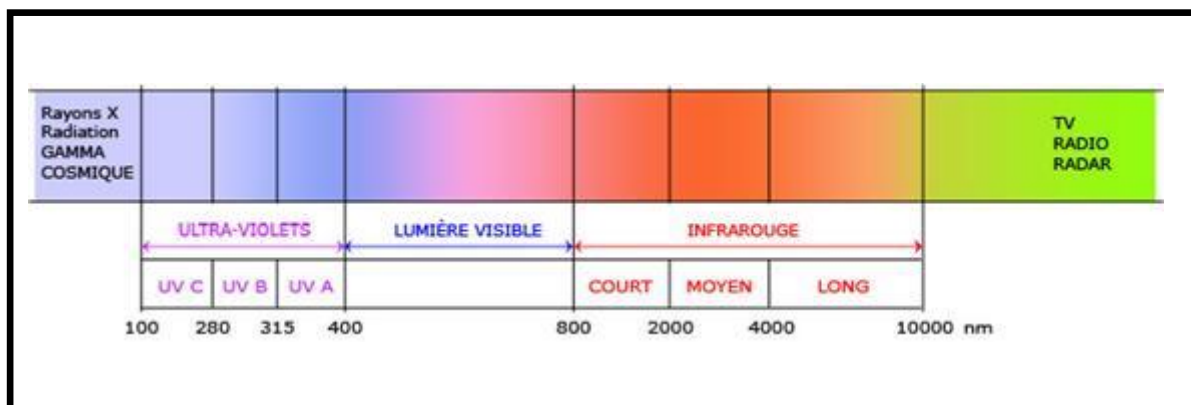 Rayons X
Radiation
GAMMA
COSMIQUE
TV
RADIO
RADAR
ULTRA-VIOLETS LUMIÈRE VISIBLE INFRAROUGE
UV C UV B UV A COURT MOYEN LONG
100 280 315 400 800 2000 4000 10000 nm